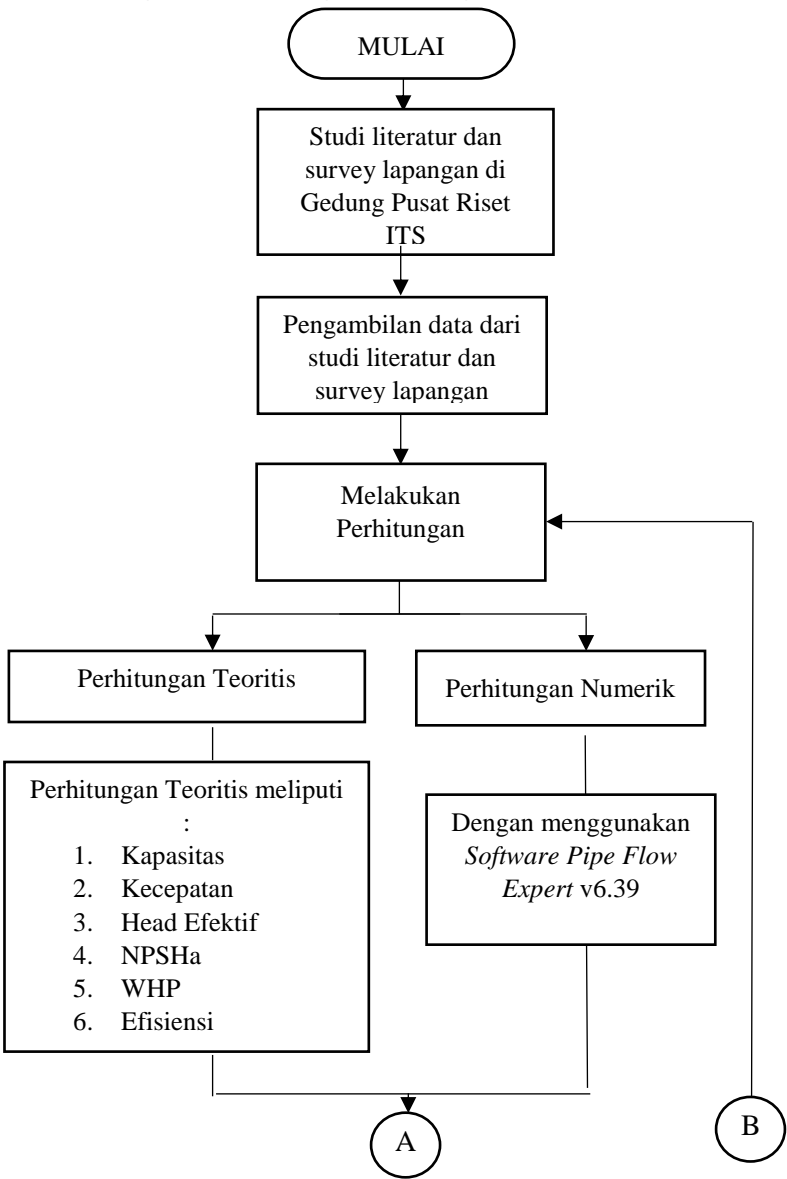 MULAI
Studi literatur dan
survey lapangan di
Gedung Pusat Riset
ITS
Pengambilan data dari
studi literatur dan
survey lapangan
Melakukan
Perhitungan
Perhitungan Teoritis
Perhitungan Numerik
Perhitungan Teoritis meliputi
:
1. Kapasitas
2. Kecepatan
3. Head Efektif
4. NPSHa
5. WHP
6. Efisiensi
Dengan menggunakan
Software Pipe Flow
Expert v6.39
A
B